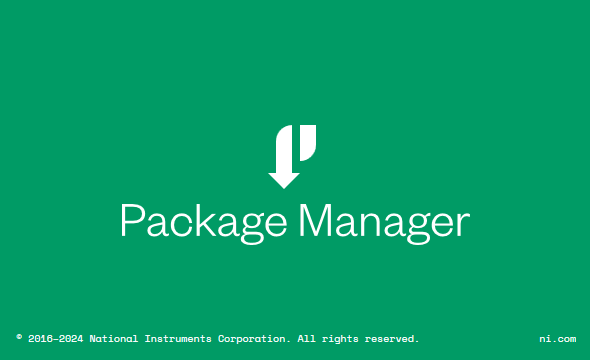 Package Manager
© 2016–2024 National Instruments Corporation. All rights reserved.
ni.com